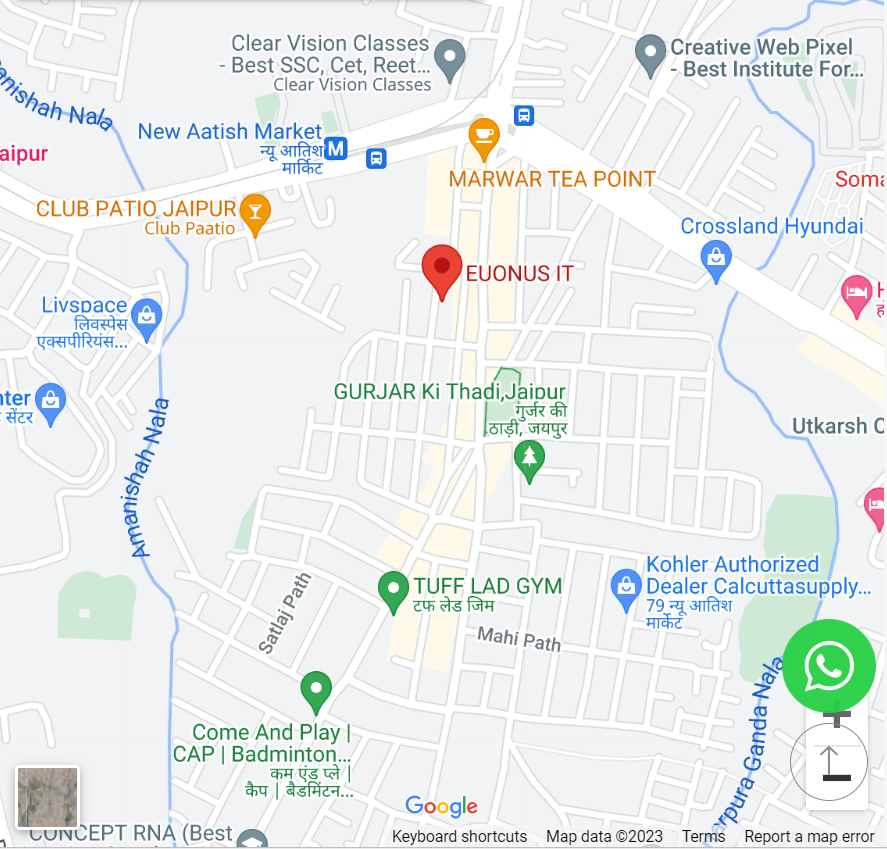 Clear Vision Classes
- Best SSC, Cet, Reet...
Clear Vision Classes
Creative Web Pixel
- Best Institute For...
Amanishah Nala
New Aatish Market
न्यू आतिश
मार्किट
M
aipur
MARWAR TEA POINT
Soma
CLUB PATIO JAIPUR
Club Paatio
Crossland Hyundai
EUONUS IT
H
Livspace
लिवस्पेस
एक्सपीरियंस...
nter
सेंटर
GURJAR Ki Thadi,Jaipur
गुर्जर की
ठाड़ी, जयपुर
Utkarsh C
Amanishah Nala
Kohler Authorized
Dealer Calcuttasupply...
79 न्यू आतिश
मार्केट
TUFF LAD GYM
टफ लेड जिम
Satlaj Path
Mahi Path
Come And Play |
CAP | Badminton...
कम एंड प्ले |
कैप | बैडमिंटन...
arpura Ganda Nala
Google
CONCEPT RNA (Best
Keyboard shortcuts Map data ©2023 Terms Report a map error